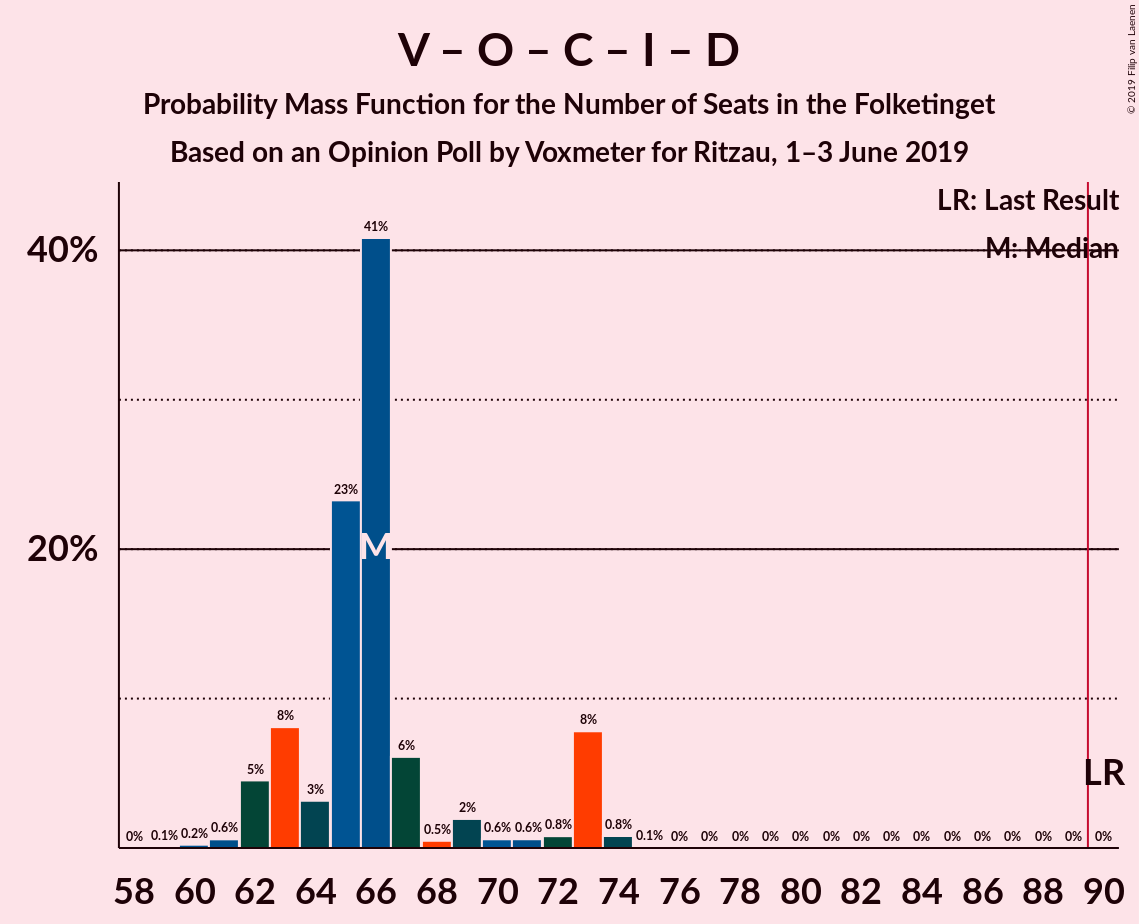 V – O – C – I – D
Probability Mass Function for the Number of Seats in the Folketinget
Based on an Opinion Poll by Voxmeter for Ritzau, 1–3 June 2019
© 2019 Filip van Laenen
LR: Last Result
M: Median
40%
20%
0% 0.1% 0.2% 0.6% 5% 8% 3% 23% 41% 6% 0.5% 2% 0.6% 0.6% 0.8% 8% 0.8% 0.1% 0% 0% 0% 0% 0% 0% 0% 0% 0% 0% 0% 0% 0% 0% 0%
M
LR
58 60 62 64 66 68 70 72 74 76 78 80 82 84 86 88 90